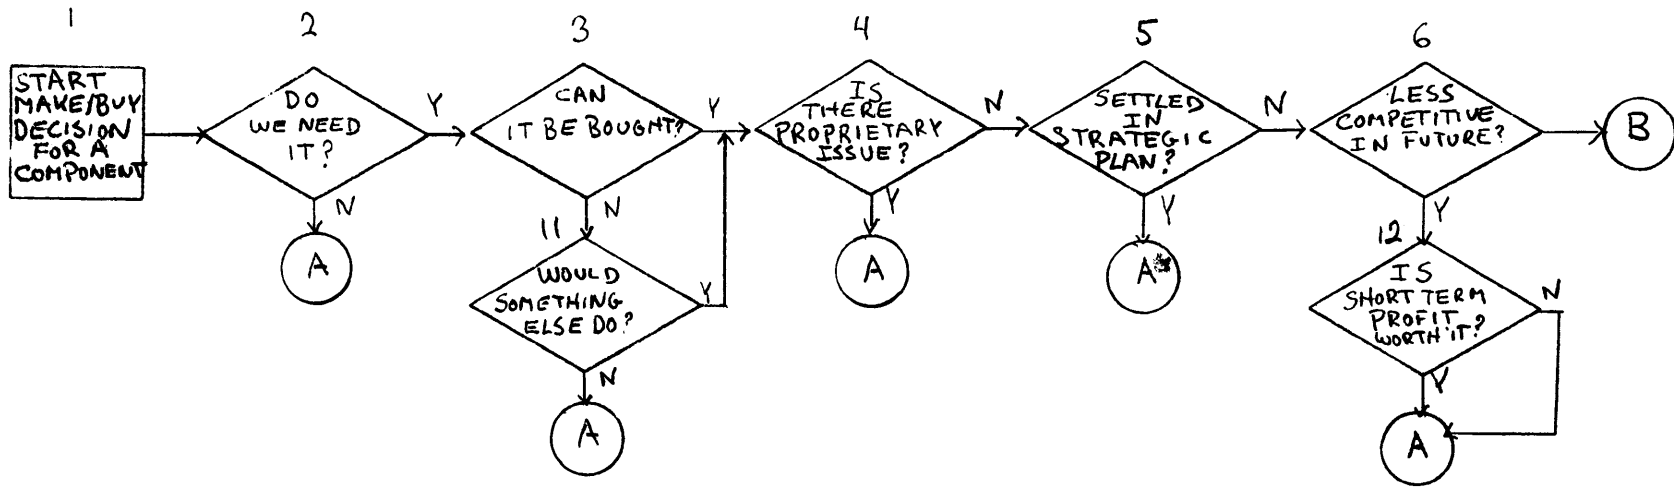 1
2
3
4
5
6
START
MAKE/BUY
DECISION
FOR A
COMPONENT
DO
WE NEED
IT?
Y
N
A
CAN
IT BE BOUGHT?
Y
N
11
WOULD
SOMETHING
ELSE DO?
Y
N
A
IS
THERE
PROPRIETARY
ISSUE?
N
Y
A
SETTLED
IN
STRATEGIC
PLAN?
N
Y
A
LESS
COMPETITIVE
IN FUTURE?
B
Y
12
IS
SHORT TERM
PROFIT
WORTH IT?
N
Y
A